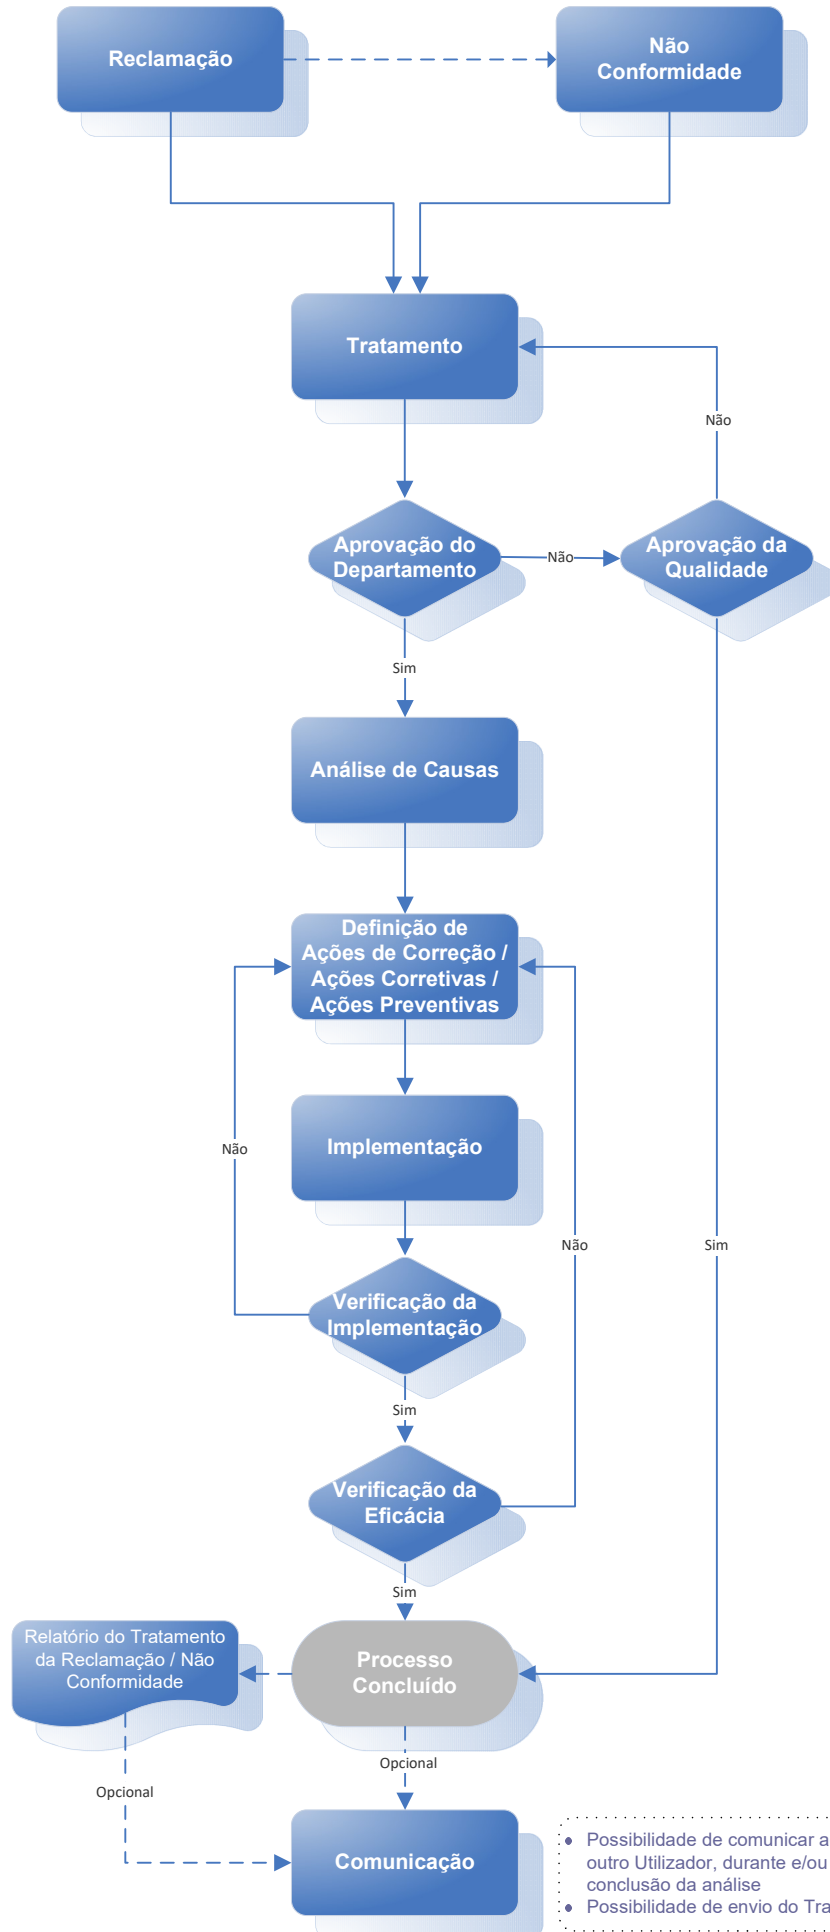 Reclamação
Não
Conformidade
Tratamento
Não
Aprovação do
Departamento
Não
Aprovação da
Qualidade
Sim
Análise de Causas
Definição de
Ações de Correção /
Ações Corretivas /
Ações Preventivas
Implementação
Não
Não
Sim
Verificação da
Implementação
Sim
Verificação da
Eficácia
Sim
Relatório do Tratamento
da Reclamação / Não
Conformidade
Processo
Concluído
Opcional
Opcional
Comunicação
Possibilidade de comunicar a
outro Utilizador, durante e/ou
conclusão da análise
Possibilidade de envio do